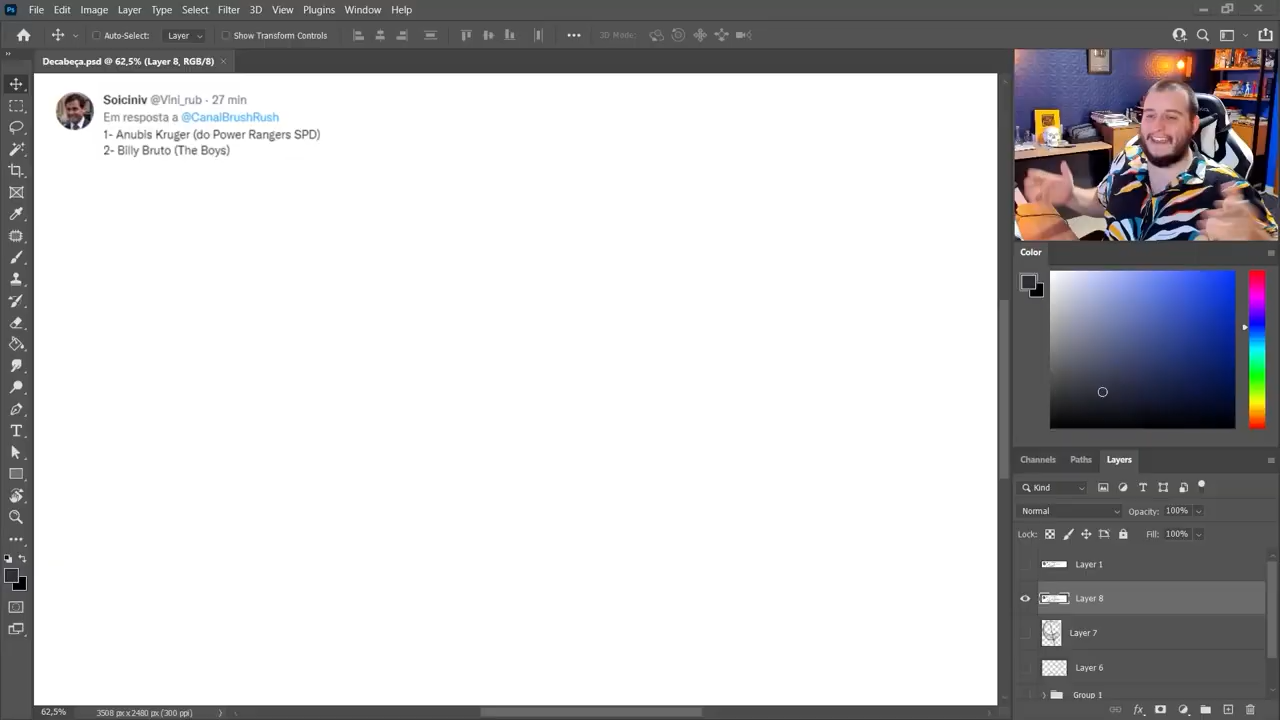 Ps File Edit Image Layer Type Select Filter 3D View Plugins Window Help
Auto-Select: Layer Show Transform Controls 3D Mode:
Decabeça.psd @ 62,5% (Layer 8, RGB/8)
Soiciniv @Vini_rub · 27 min
Em resposta a @CanalBrushRush
1- Anubis Kruger (do Power Rangers SPD)
2- Billy Bruto (The Boys)
Color
Channels Paths Layers
Kind
Normal Opacity: 100%
Lock: Fill: 100%
Layer 1
Layer 8
Layer 7
Layer 6
Group 1
62,5% 3508 px x 2480 px (300 ppi)